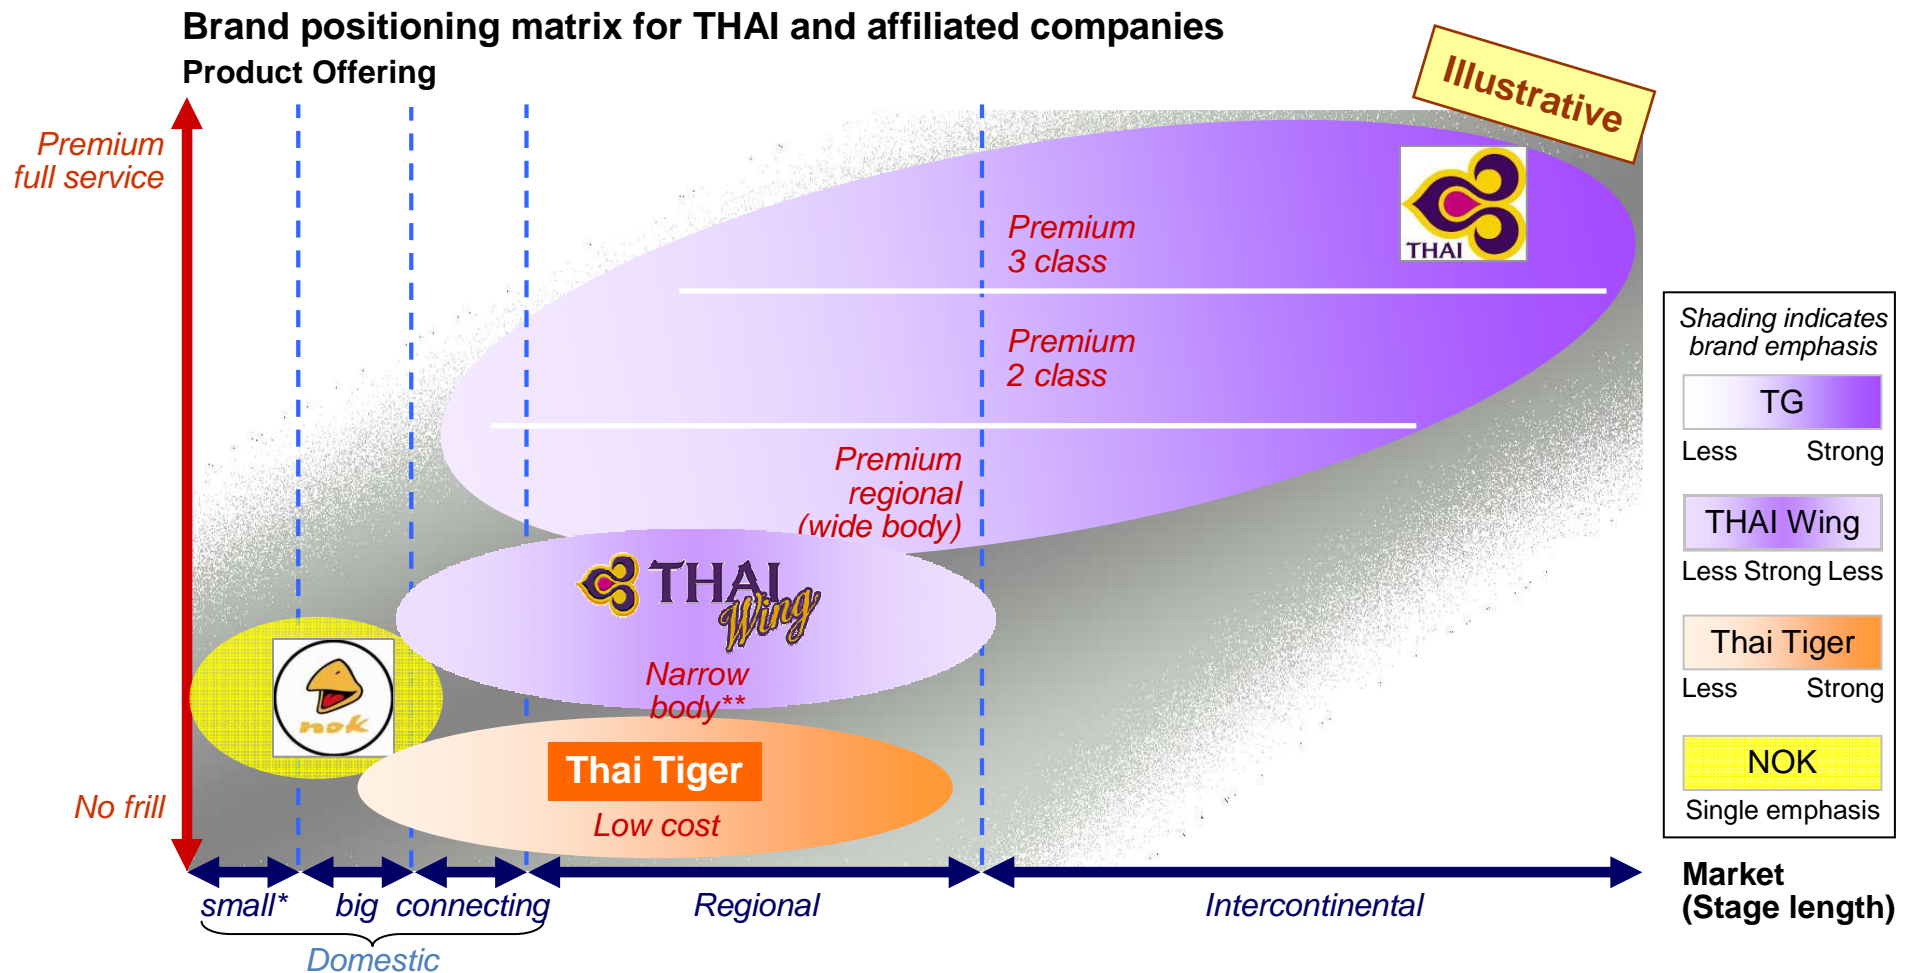 Brand positioning matrix for THAI and affiliated companies
Product Offering
Illustrative
Premium
full service
THAI
Premium
3 class
Premium
2 class
Premium
regional
(wide body)
THAI
Wing
Narrow
body**
nok
Thai Tiger
Low cost
No frill
small*
big
connecting
Regional
Intercontinental
Domestic
Market
(Stage length)
Shading indicates
brand emphasis
TG
Less Strong
THAI Wing
Less Strong Less
Thai Tiger
Less Strong
NOK
Single emphasis